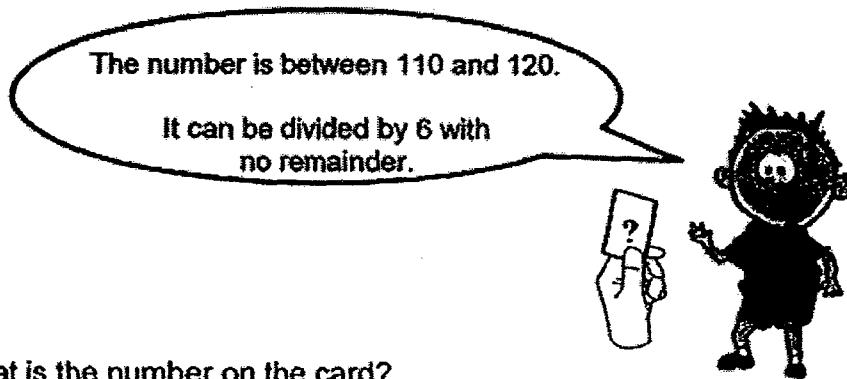 The number is between 110 and 120.
It can be divided by 6 with
no remainder.
?
at is the number on the card?